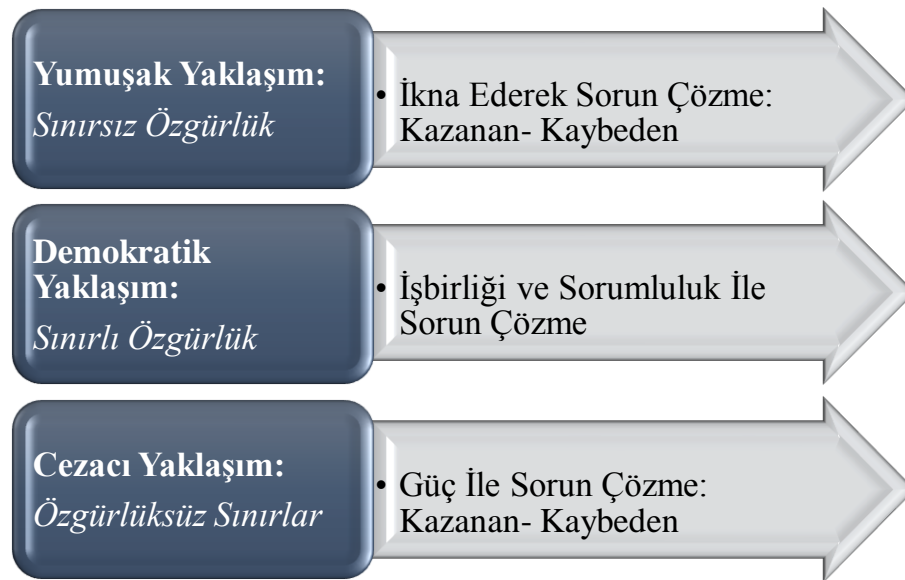 Yumuşak Yaklaşım:
Sınırsız Özgürlük
• İkna Ederek Sorun Çözme:
Kazanan- Kaybeden
Demokratik
Yaklaşım:
Sınırlı Özgürlük
• İşbirliği ve Sorumluluk İle
Sorun Çözme
Cezacı Yaklaşım:
Özgürlüksüz Sınırlar
• Güç İle Sorun Çözme:
Kazanan- Kaybeden